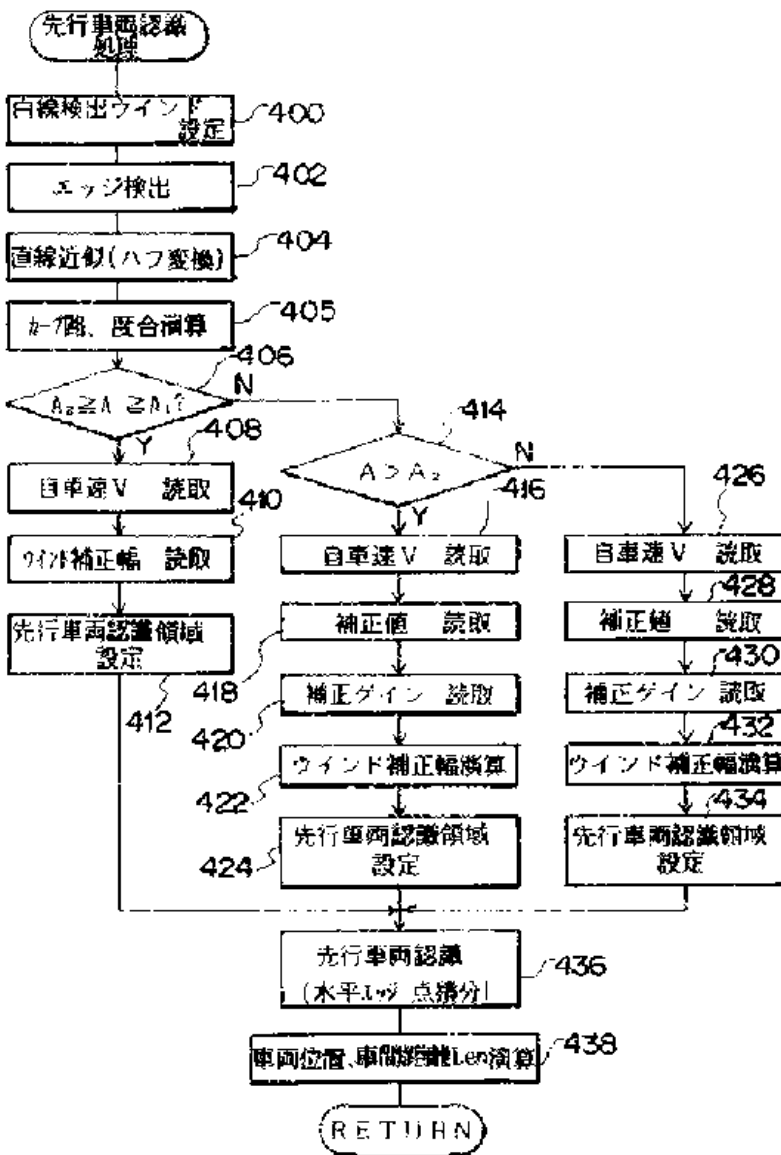 先行車両認識
処理
白線検出ウインド
設定
400
エッジ検出
402
直線近似(ハフ変換)
404
カーブ路、度合演算
405
406
A₂≧A≧A₁?
N
Y
408
自車速V 読取
410
ウインド補正幅 読取
先行車両認識領域
設定
412
414
A>A₂
N
Y
416
自車速V 読取
補正値 読取
418
補正ゲイン 読取
420
ウインド補正幅演算
422
先行車両認識領域
設定
424
426
自車速V 読取
428
補正値 読取
430
補正ゲイン 読取
432
ウインド補正幅演算
434
先行車両認識領域
設定
先行車両認識
(水平エッジ点積分)
436
車両位置、車間距離Len演算
438
RETURN